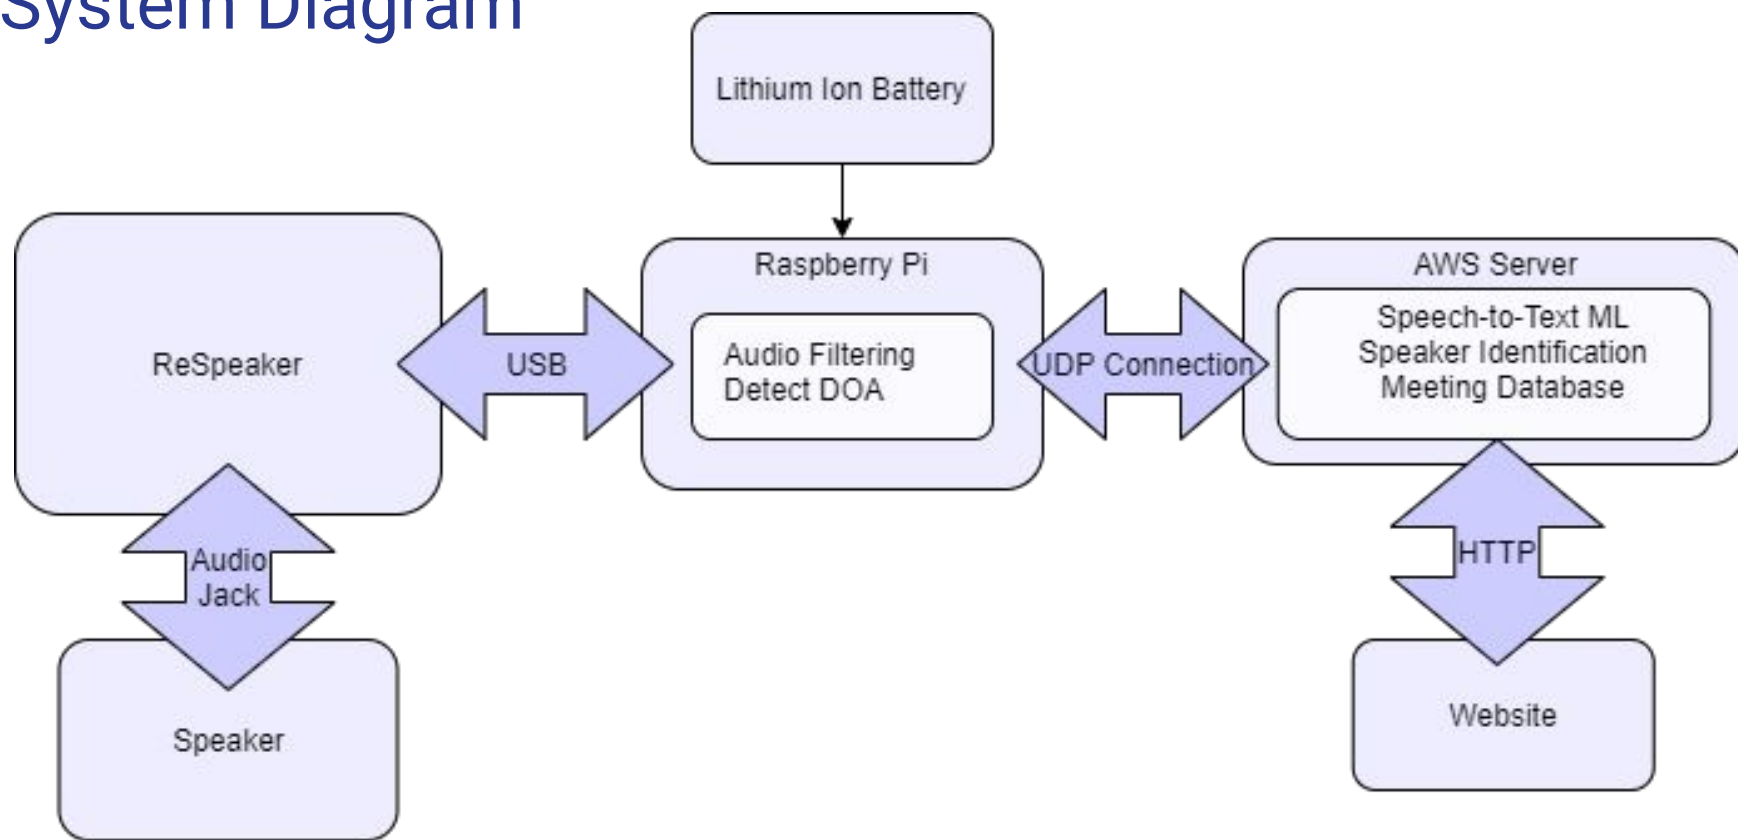 System Diagram
Lithium Ion Battery
Raspberry Pi
AWS Server
Speech-to-Text ML
Speaker Identification
Meeting Database
Audio Filtering
Detect DOA
ReSpeaker
USB
UDP Connection
Audio
Jack
HTTP
Speaker
Website